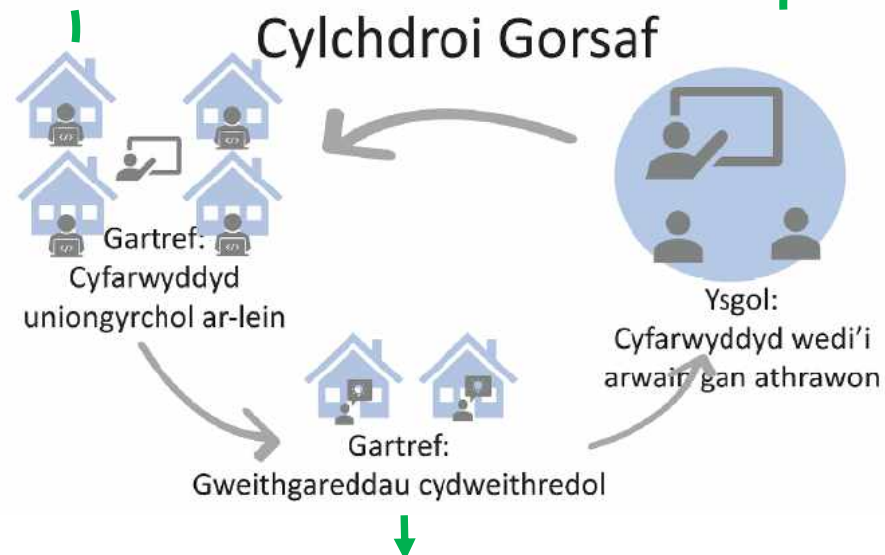 Cylchdroi Gorsaf
Gartref:
Cyfarwyddyd
uniongyrchol ar-lein
Gartref:
Gweithgareddau cydweithredol
Ysgol:
Cyfarwyddyd wedi'i
arwain gan athrawon